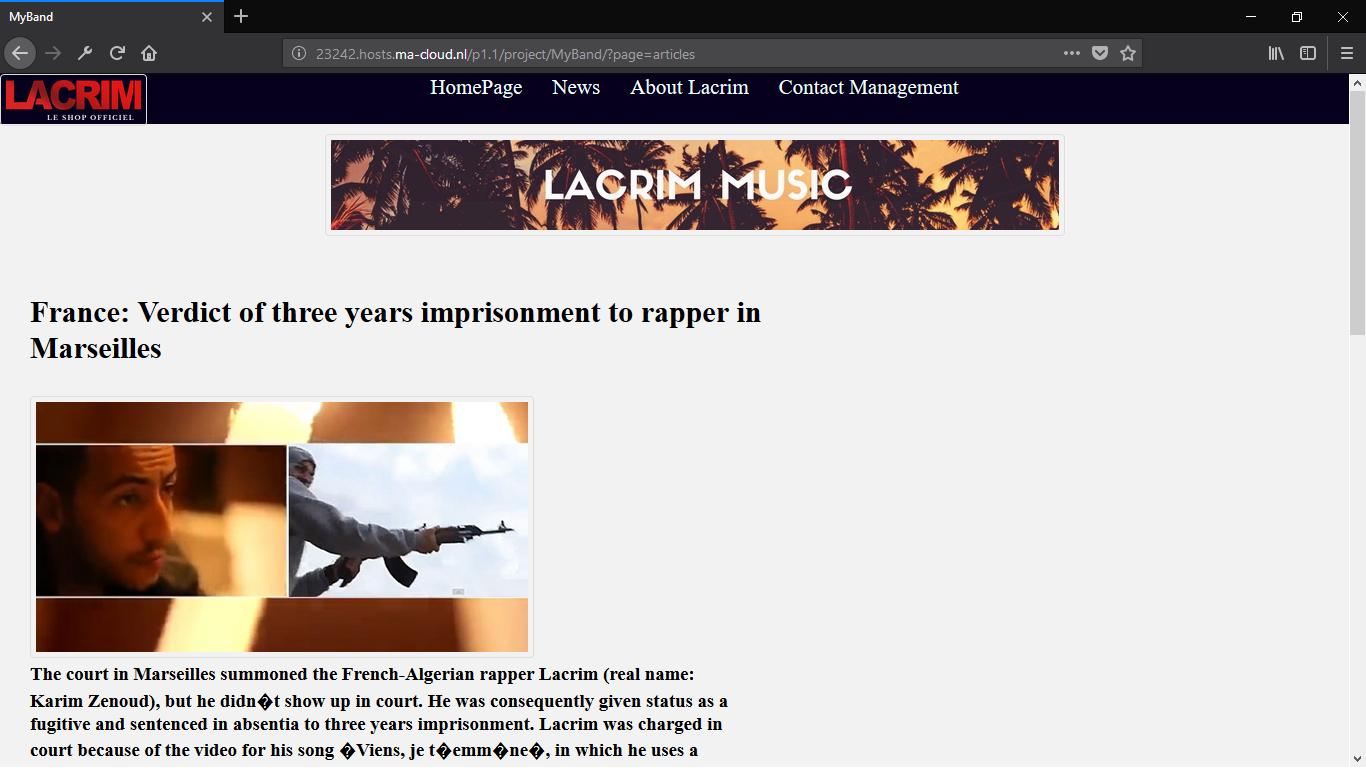 MyBand
23242.hosts.ma-cloud.nl/p1.1/project/MyBand/?page=articles
LACRIM
LE SHOP OFFICIEL
HomePage News About Lacrim Contact Management
LACRIM MUSIC
France: Verdict of three years imprisonment to rapper in
Marseilles
The court in Marseilles summoned the French-Algerian rapper Lacrim (real name:
Karim Zenoud), but he didn�t show up in court. He was consequently given status as a
fugitive and sentenced in absentia to three years imprisonment. Lacrim was charged in
court because of the video for his song �Viens, je t�emm�ne�, in which he uses a